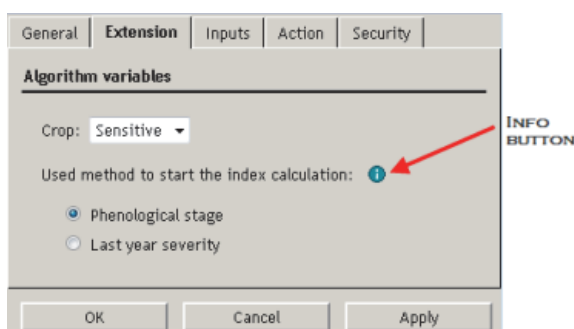 General Extension Inputs Action Security
Algorithm variables
Crop: Sensitive
INFO
BUTTON
Used method to start the index calculation:
Phenological stage
Last year severity
OK Cancel Apply